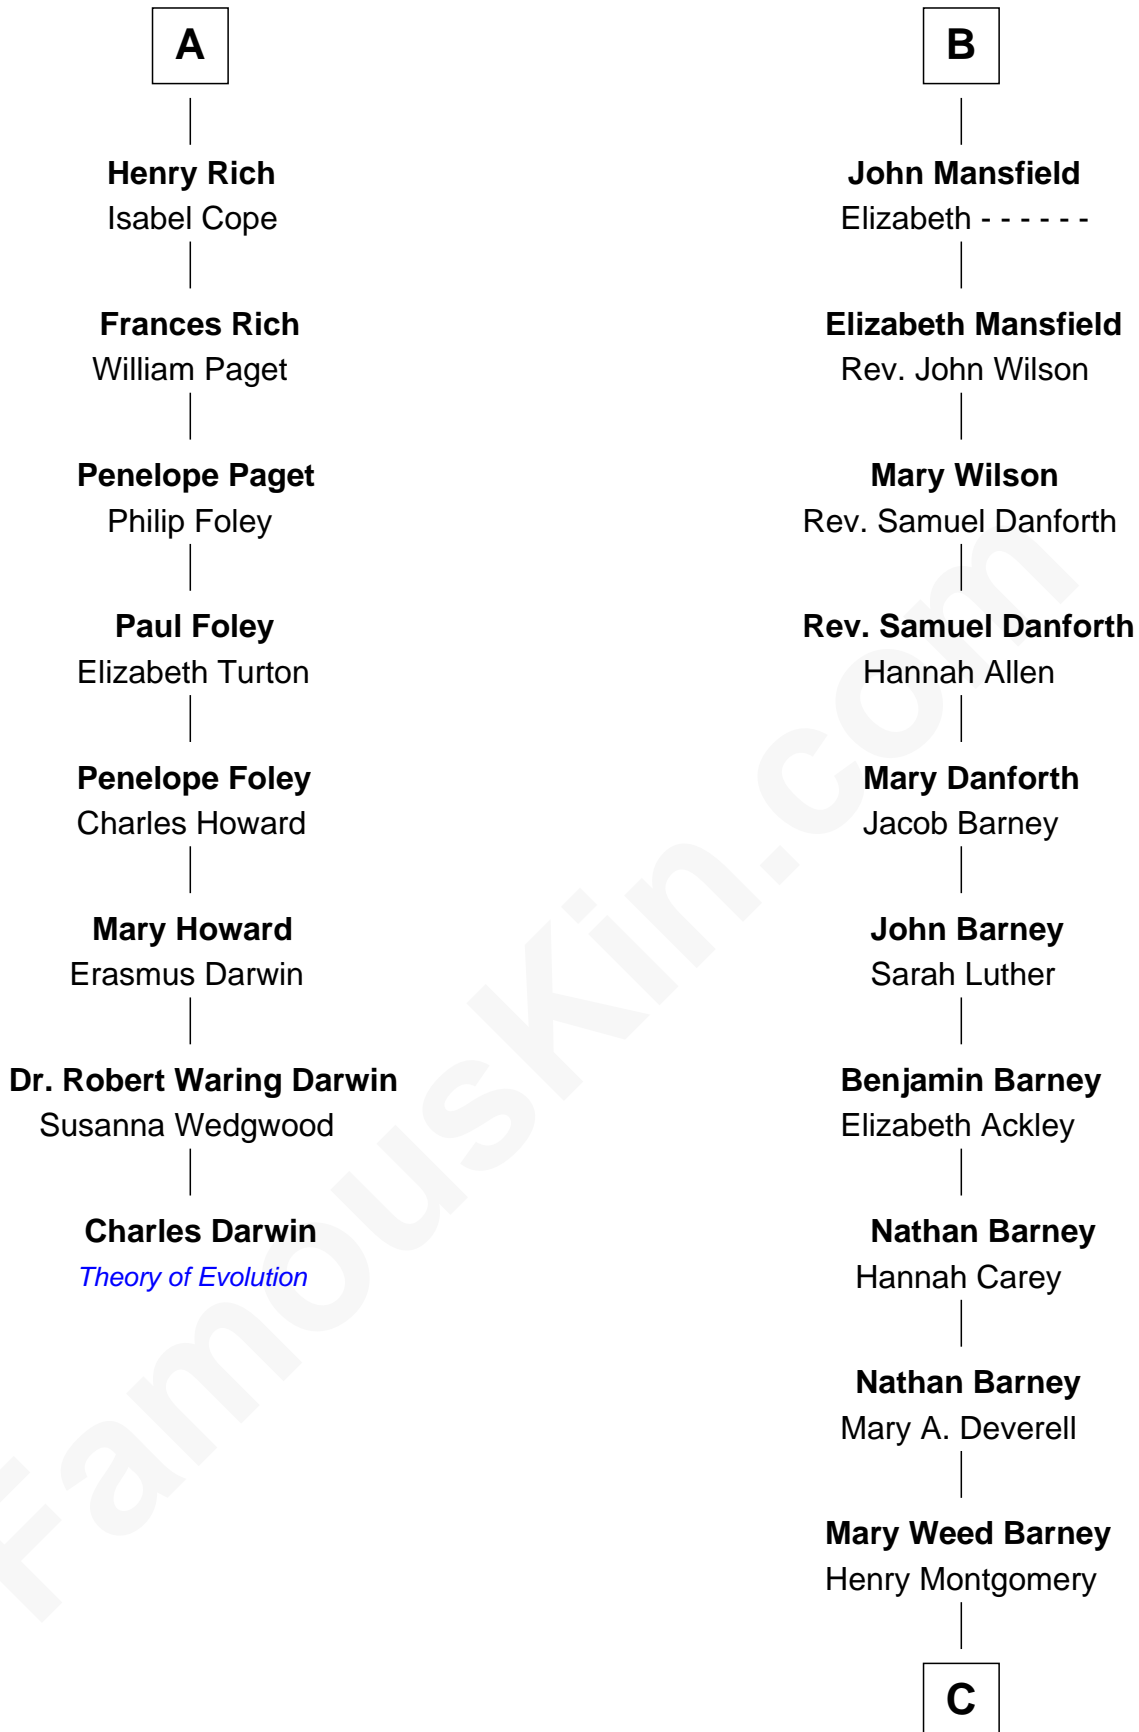 A
Henry Rich
Isabel Cope
Frances Rich
William Paget
Penelope Paget
Philip Foley
Paul Foley
Elizabeth Turton
Penelope Foley
Charles Howard
Mary Howard
Erasmus Darwin
Dr. Robert Waring Darwin
Susanna Wedgwood
Charles Darwin
Theory of Evolution
B
John Mansfield
Elizabeth - - - - - -
Elizabeth Mansfield
Rev. John Wilson
Mary Wilson
Rev. Samuel Danforth
Rev. Samuel Danforth
Hannah Allen
Mary Danforth
Jacob Barney
John Barney
Sarah Luther
Benjamin Barney
Elizabeth Ackley
Nathan Barney
Hannah Carey
Nathan Barney
Mary A. Deverell
Mary Weed Barney
Henry Montgomery
C
FamousKin.com